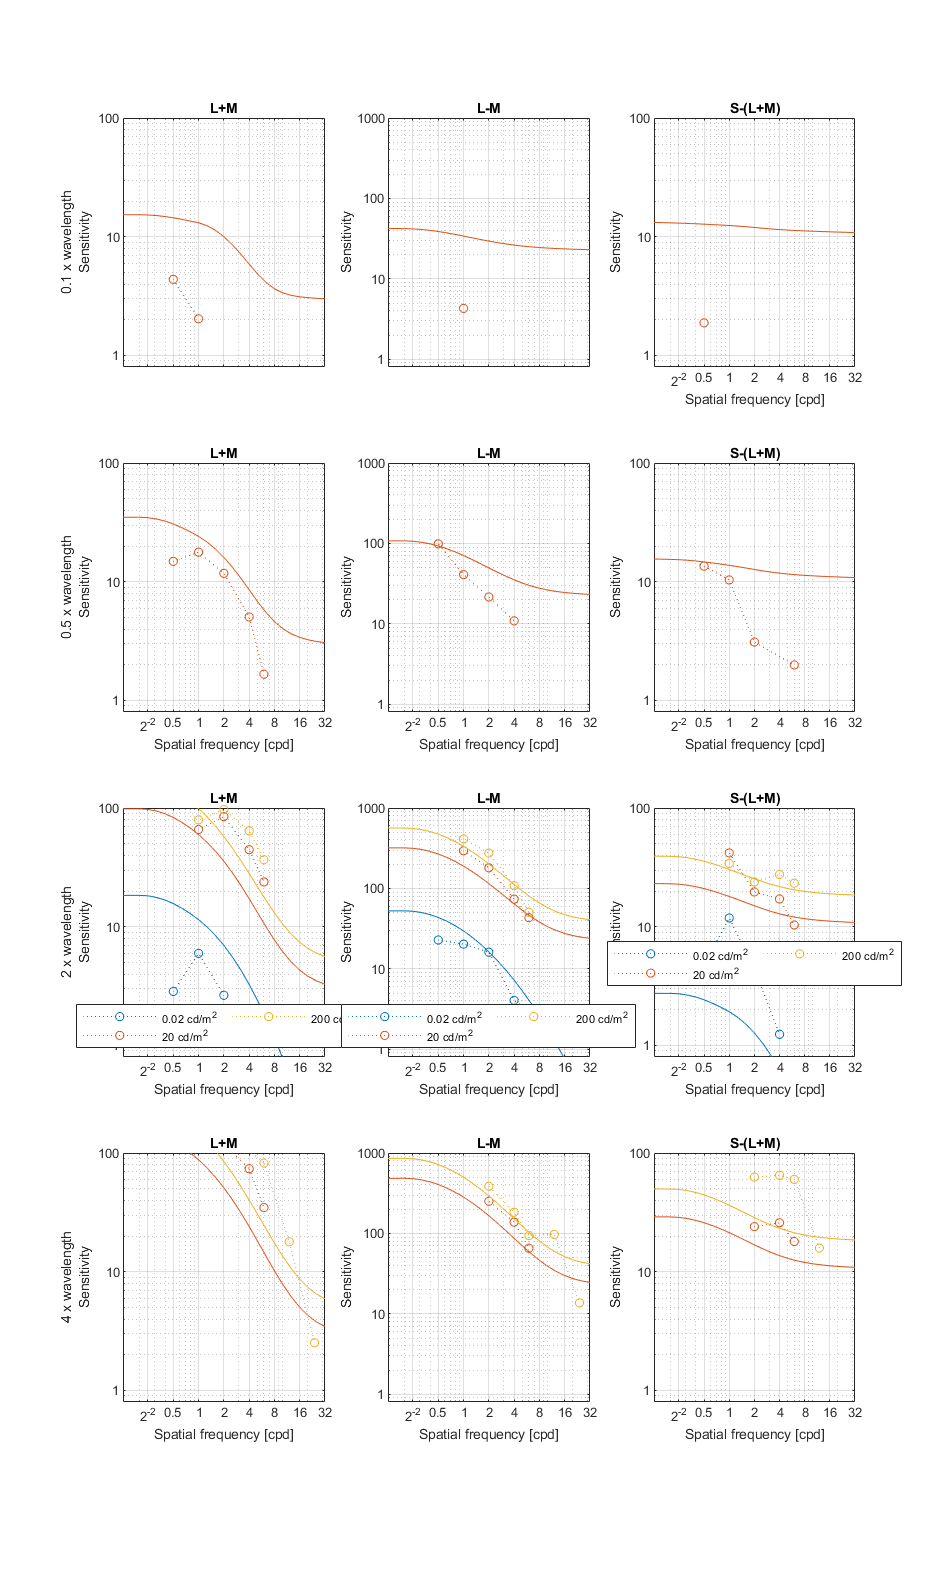 L+M
L-M
S-(L+M)
100
10
1
0.1 x wavelength
Sensitivity
1000
100
10
1
Sensitivity
100
10
1
Sensitivity
2-2 0.5 1 2 4 8 16 32
Spatial frequency [cpd]
L+M
L-M
S-(L+M)
100
10
1
0.5 x wavelength
Sensitivity
2-2 0.5 1 2 4 8 16 32
Spatial frequency [cpd]
1000
100
10
1
Sensitivity
2-2 0.5 1 2 4 8 16 32
Spatial frequency [cpd]
100
10
1
Sensitivity
2-2 0.5 1 2 4 8 16 32
Spatial frequency [cpd]
L+M
L-M
S-(L+M)
100
10
2 x wavelength
Sensitivity
0.02 cd/m2
200 c
20 cd/m2
2-2 0.5 1 2 4 8 16 32
Spatial frequency [cpd]
1000
100
10
Sensitivity
0.02 cd/m2
200 cd/m2
20 cd/m2
2-2 0.5 1 2 4 8 16 32
Spatial frequency [cpd]
100
10
1
0.02 cd/m2
200 cd/m2
20 cd/m2
2-2 0.5 1 2 4 8 16 32
Spatial frequency [cpd]
L+M
L-M
S-(L+M)
100
10
1
4 x wavelength
Sensitivity
2-2 0.5 1 2 4 8 16 32
Spatial frequency [cpd]
1000
100
10
1
Sensitivity
2-2 0.5 1 2 4 8 16 32
Spatial frequency [cpd]
100
10
1
Sensitivity
2-2 0.5 1 2 4 8 16 32
Spatial frequency [cpd]